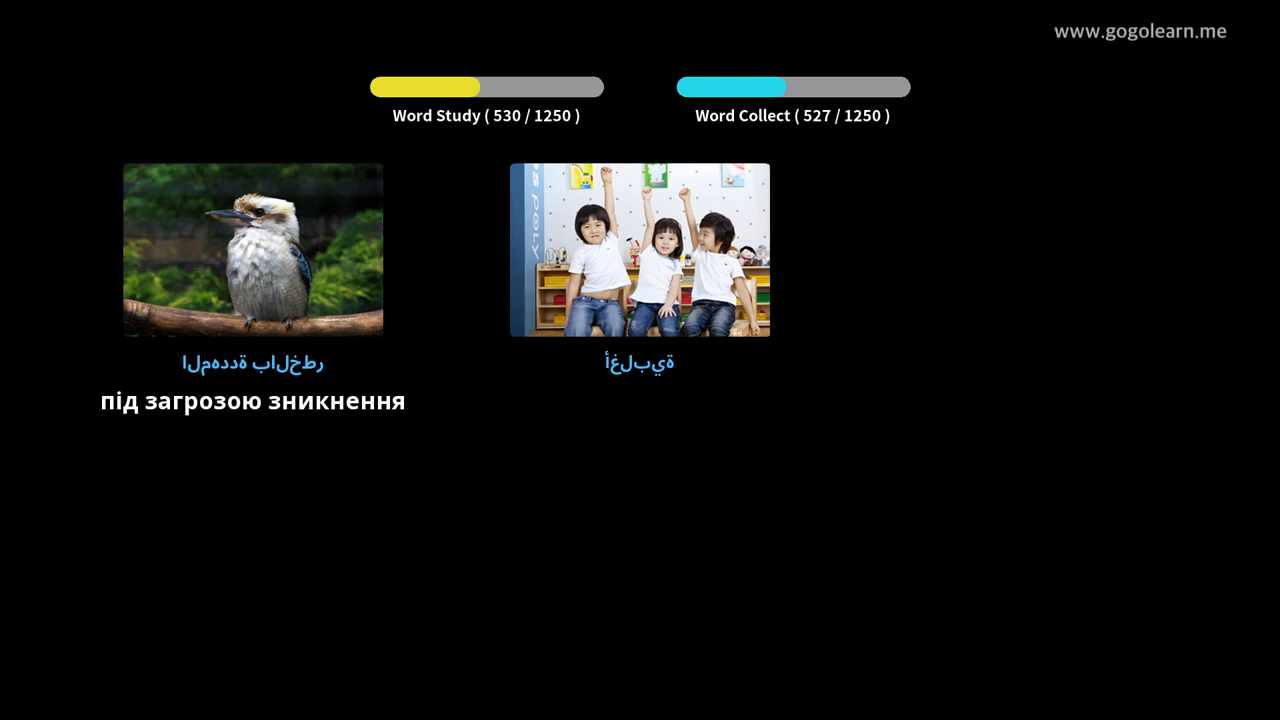 www.gogolearn.me
Word Study ( 530 / 1250 )
Word Collect ( 527 / 1250 )
المهددة بالخطر
أغلبية
під загрозою зникнення